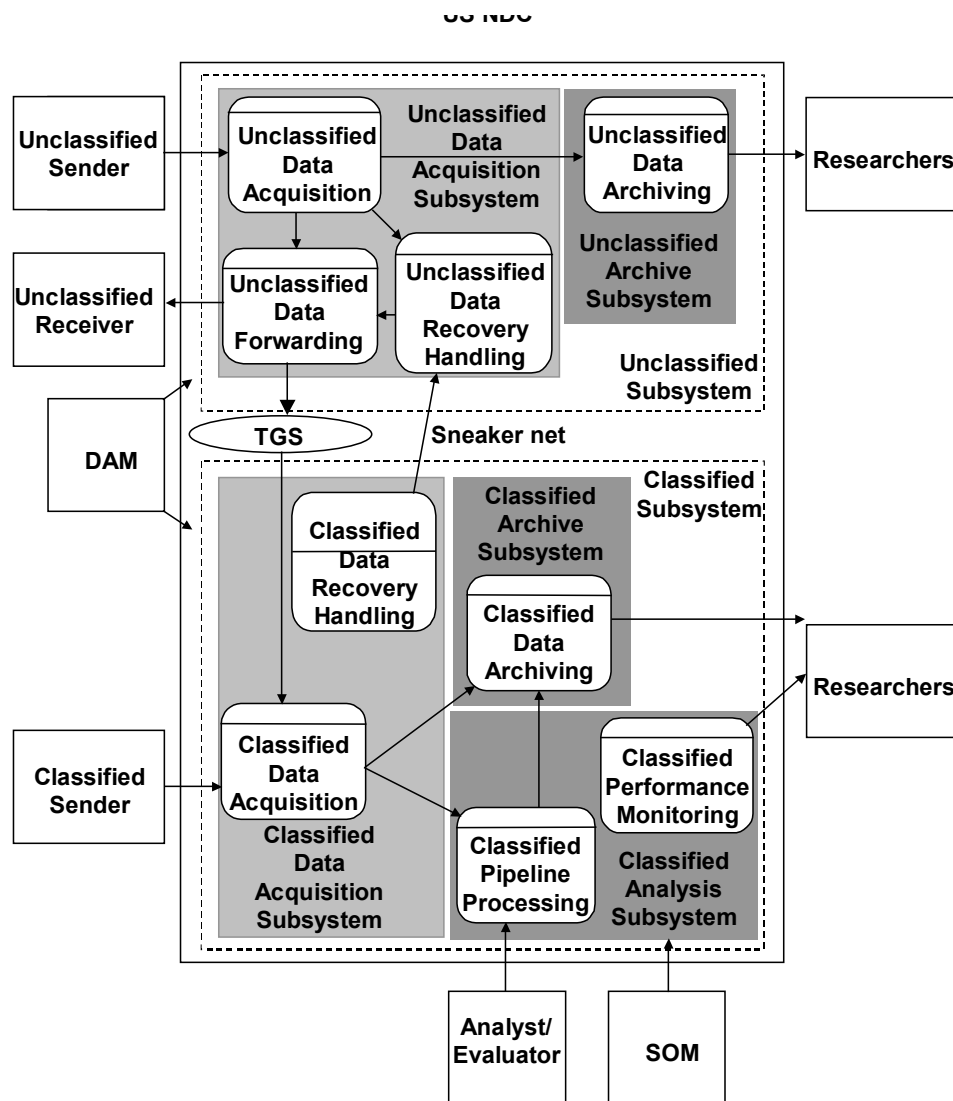 US NDC
Unclassified
Sender
Unclassified
Data
Acquisition
Unclassified
Data
Acquisition
Subsystem
Unclassified
Data
Archiving
Researchers
Unclassified
Archive
Subsystem
Unclassified
Receiver
Unclassified
Data
Forwarding
Unclassified
Data
Recovery
Handling
Unclassified
Subsystem
DAM
TGS
Sneaker net
Classified
Subsystem
Classified
Data
Recovery
Handling
Classified
Archive
Subsystem
Classified
Data
Archiving
Researchers
Classified
Sender
Classified
Data
Acquisition
Classified
Data
Acquisition
Subsystem
Classified
Performance
Monitoring
Classified
Pipeline
Processing
Classified
Analysis
Subsystem
Analyst/
Evaluator
SOM